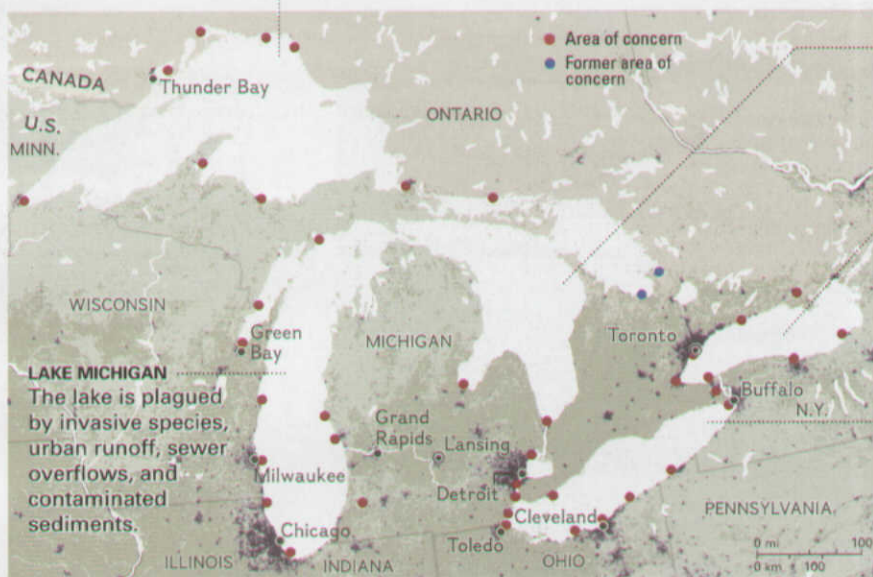 Area of concern
Former area of
concern
CANADA
Thunder Bay
U.S.
MINN.
ONTARIO
WISCONSIN
Green
Bay
MICHIGAN
Toronto
Buffalo
N.Y.
LAKE MICHIGAN
The lake is plagued
by invasive species,
urban runoff, sewer
overflows, and
contaminated
sediments.
Grand
Rapids
Lansing
Milwaukee
Detroit
Chicago
Cleveland
Toledo
PENNSYLVANIA
ILLINOIS
INDIANA
OHIO
0 mi 100
0 km 100